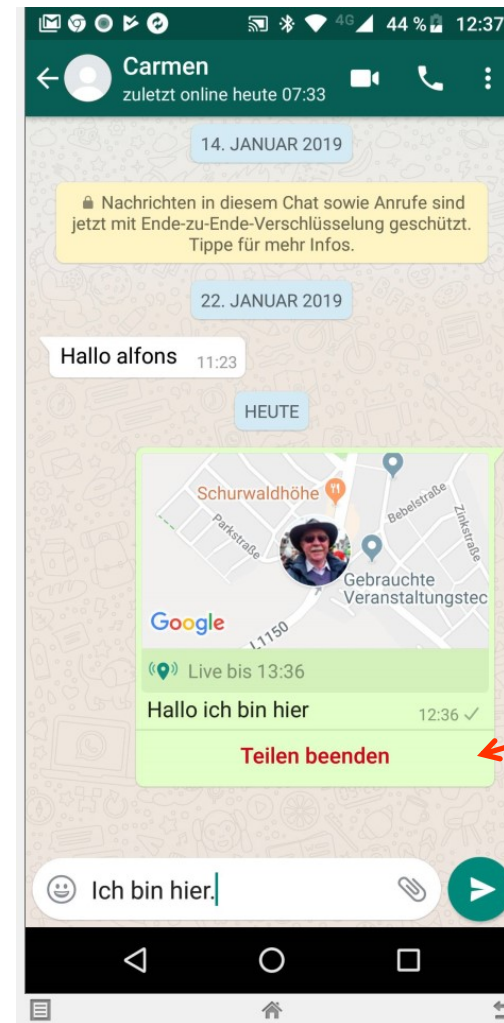 4G 44 % 12:37
Carmen
zuletzt online heute 07:33
14. JANUAR 2019
Nachrichten in diesem Chat sowie Anrufe sind
jetzt mit Ende-zu-Ende-Verschlüsselung geschützt.
Tippe für mehr Infos.
22. JANUAR 2019
Hallo alfons 11:23
HEUTE
Schurwaldhöhe
Parkstraße
Bebelstraße
Zinkstraße
Gebrauchte
Veranstaltungstec
Google
L1150
Live bis 13:36
Hallo ich bin hier 12:36
Teilen beenden
Ich bin hier.